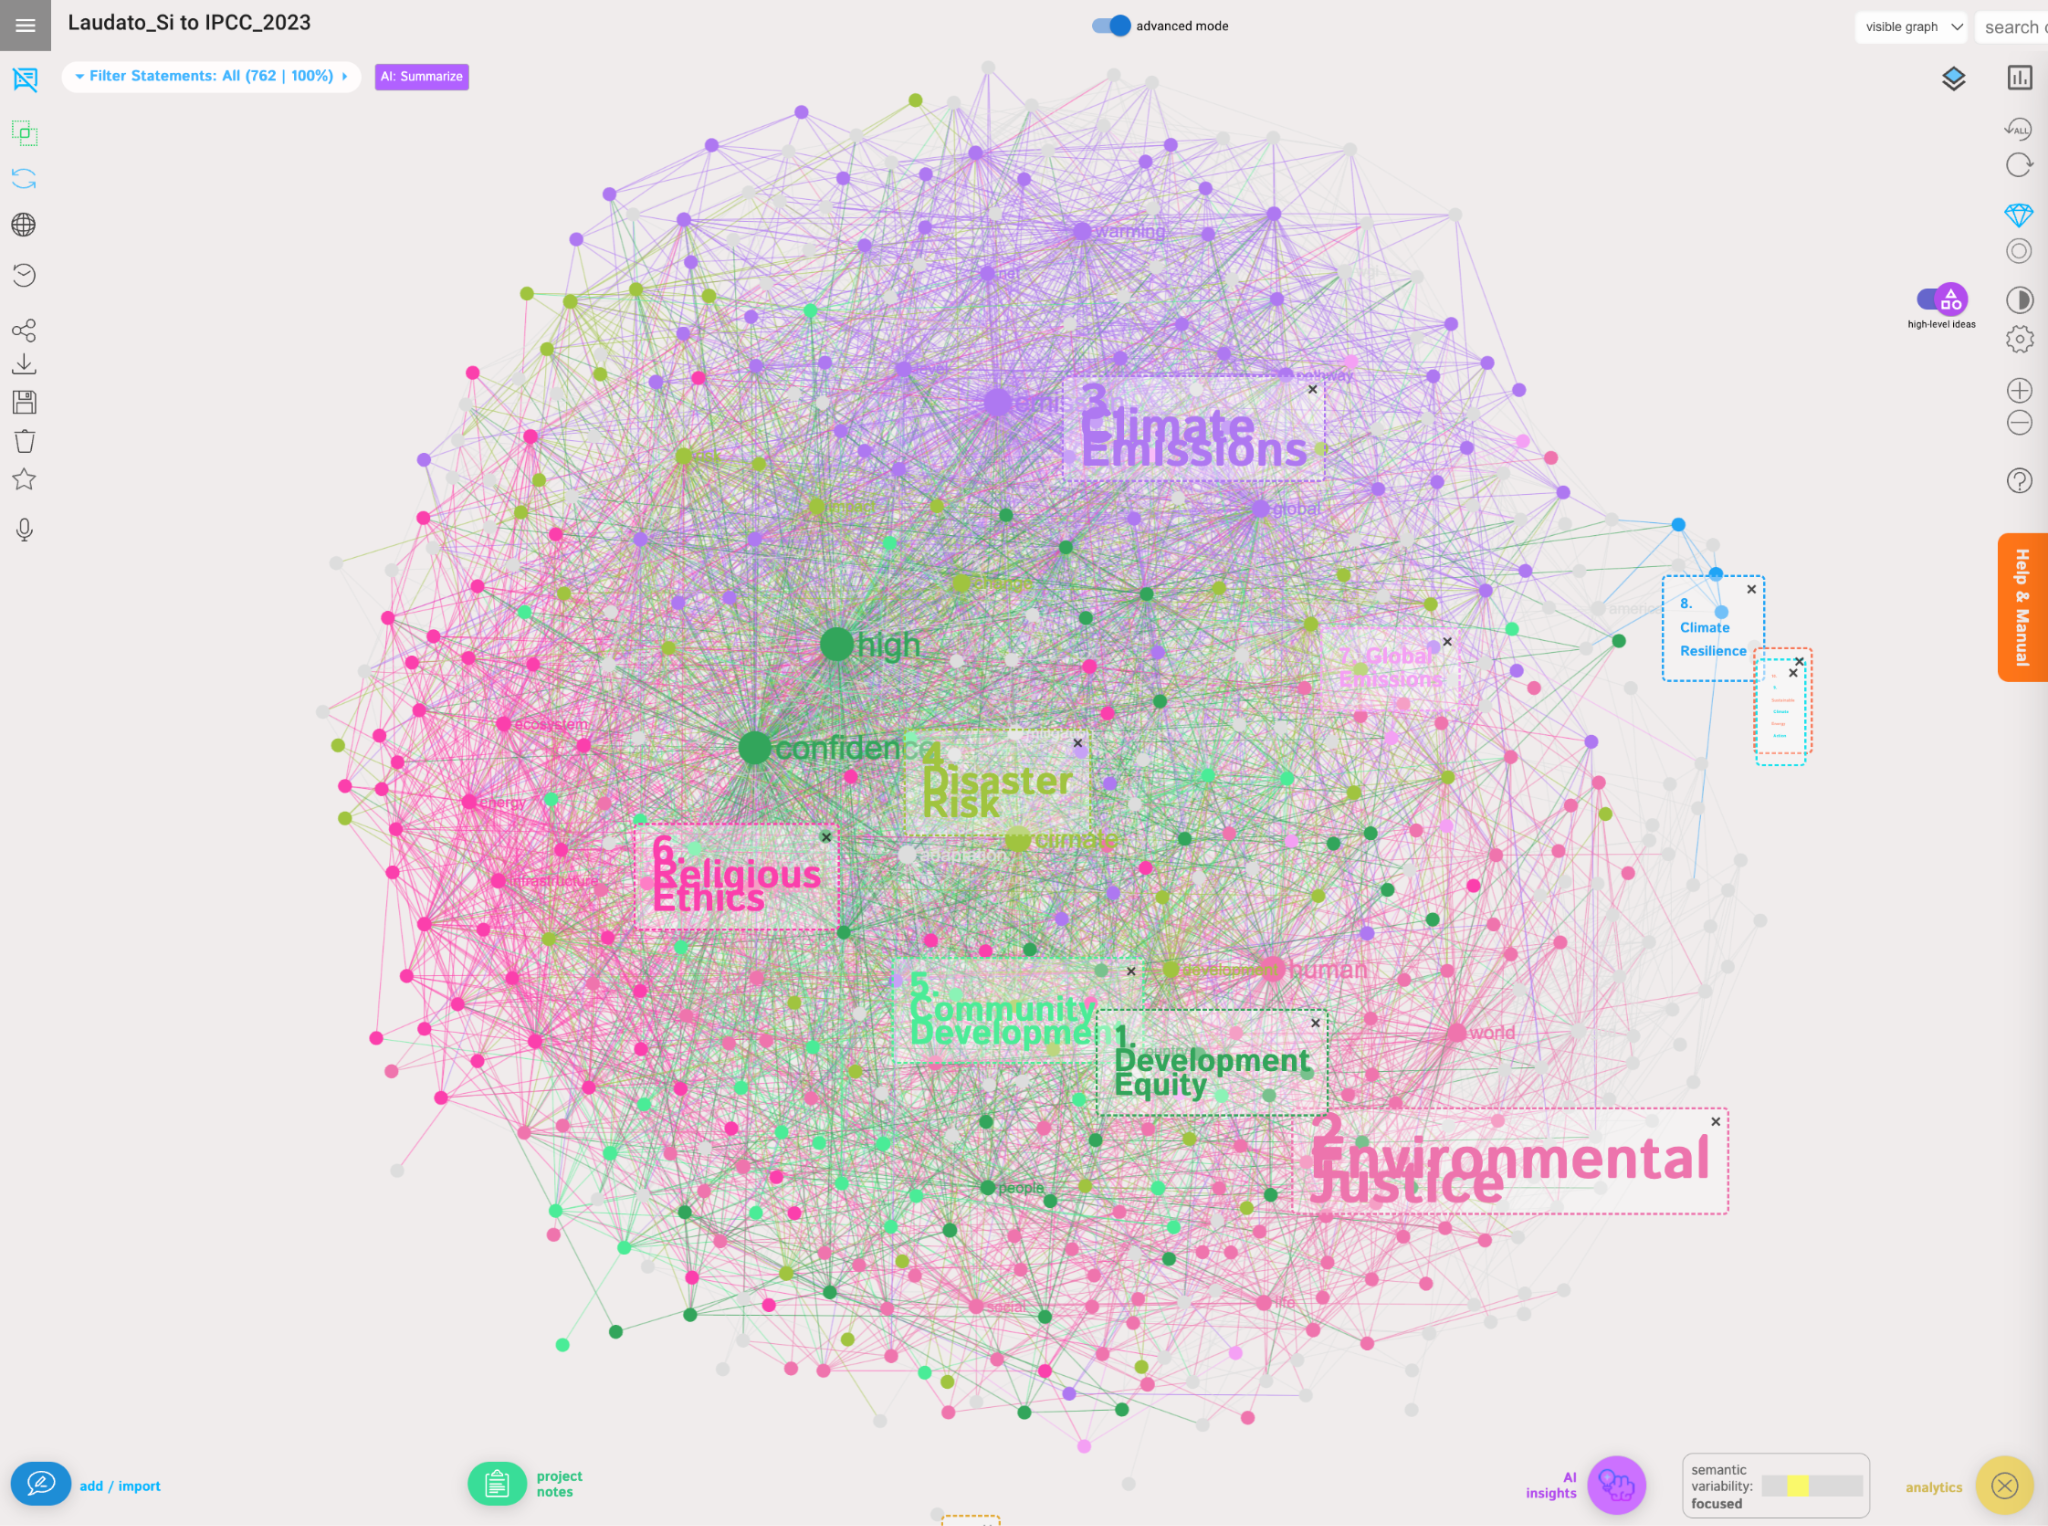 Laudato_Si to IPCC_2023
advanced mode
visible graph
search
Filter Statements: All (762 | 100%)
AI: Summarize
ALL
warming
high-level ideas
3.
Climate
Emissions
global
Help & Manual
8.
Climate
Resilience
high
7. Global
Emissions
ecosystem
confidence
4.
Disaster
Risk
energy
climate
adaptation
6.
Religious
Ethics
infrastructure
development
human
5.
Community
Development
world
1.
Development
Equity
2.
Environmental
Justice
people
social
life
add / import
project
notes
AI
insights
semantic
variability:
focused
analytics